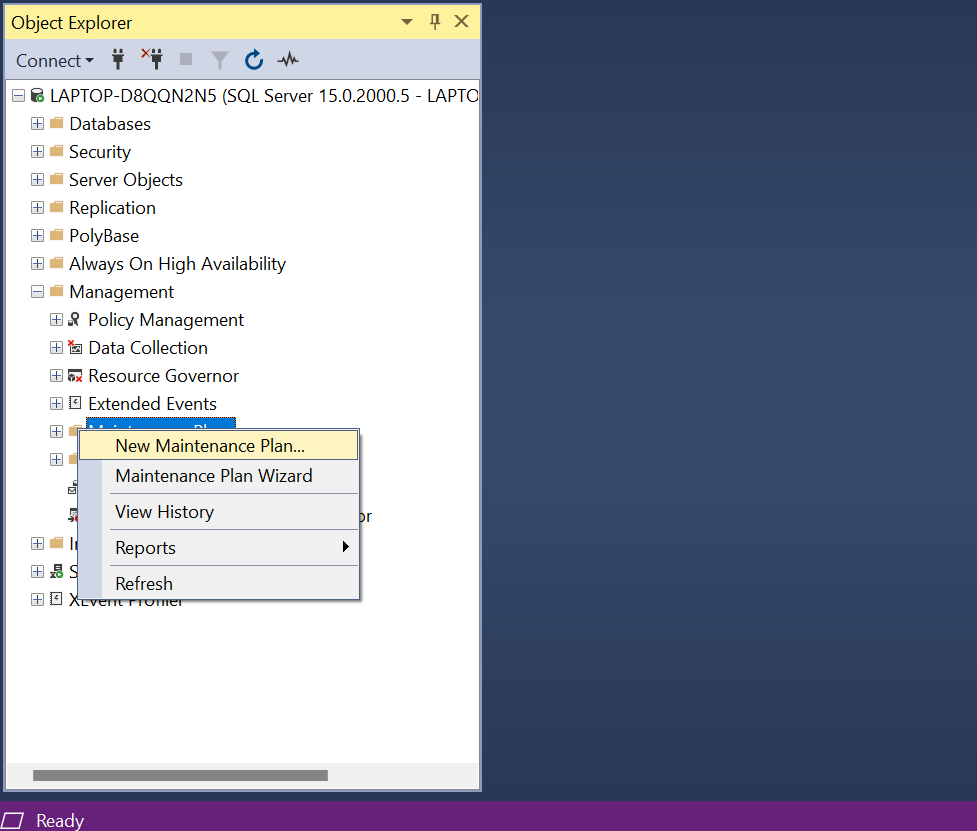 Object Explorer
Connect
LAPTOP-D8QQN2N5 (SQL Server 15.0.2000.5 - LAPTO
Databases
Security
Server Objects
Replication
PolyBase
Always On High Availability
Management
Policy Management
Data Collection
Resource Governor
Extended Events
Maintenance
New Maintenance Plan...
Maintenance Plan Wizard
View History
Reports
Refresh
XEvent Profiler
Ready